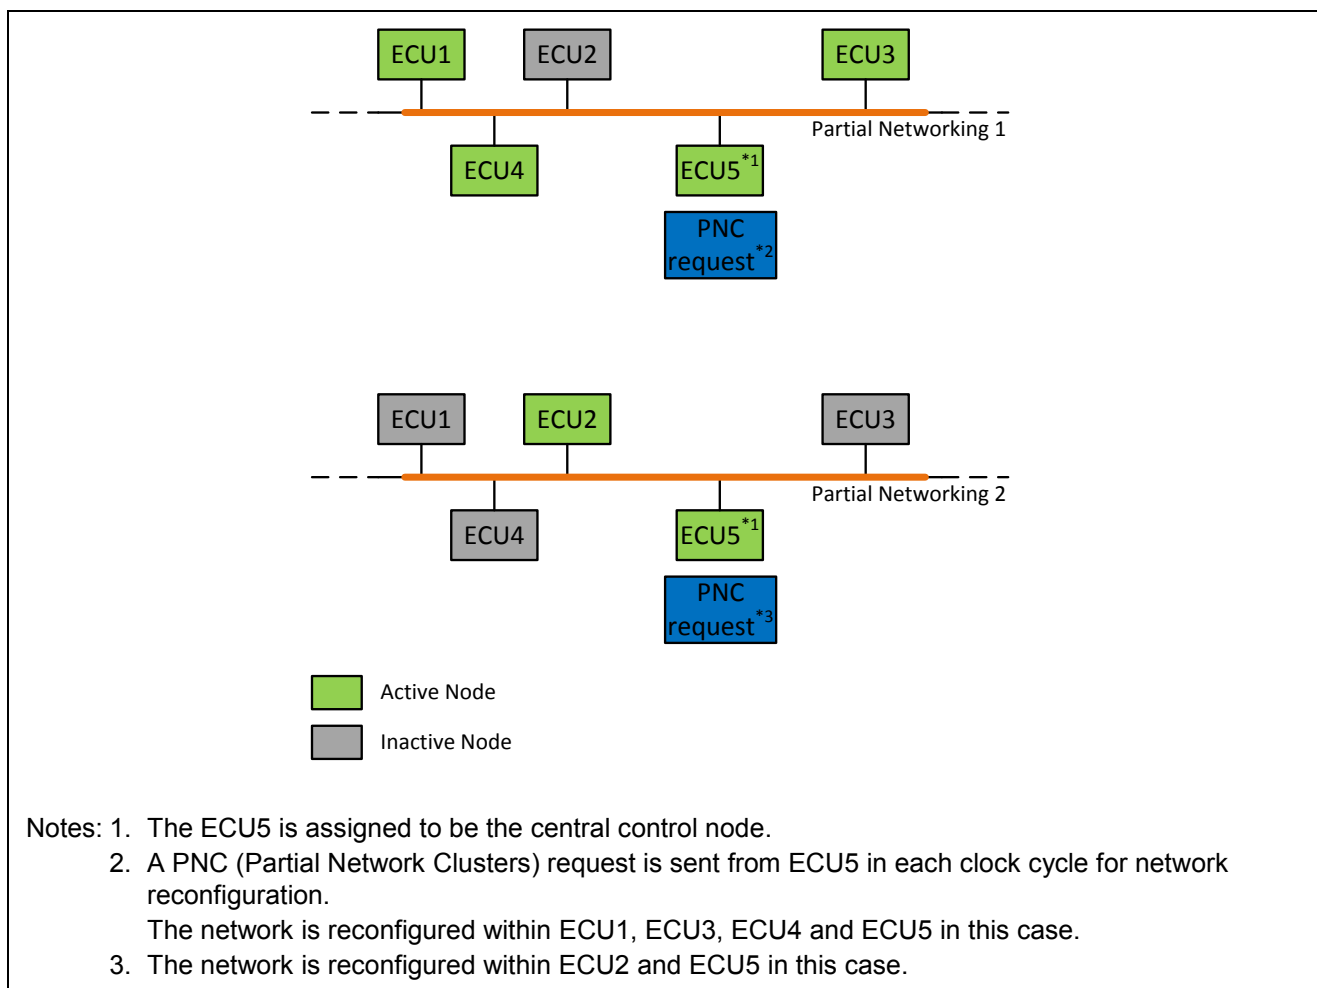 ECU1 ECU2 ECU3
Partial Networking 1
ECU4 ECU5*1
PNC
request*2
ECU1 ECU2 ECU3
Partial Networking 2
ECU4 ECU5*1
PNC
request*3
Active Node
Inactive Node
Notes: 1. The ECU5 is assigned to be the central control node.
2. A PNC (Partial Network Clusters) request is sent from ECU5 in each clock cycle for network
reconfiguration.
The network is reconfigured within ECU1, ECU3, ECU4 and ECU5 in this case.
3. The network is reconfigured within ECU2 and ECU5 in this case.